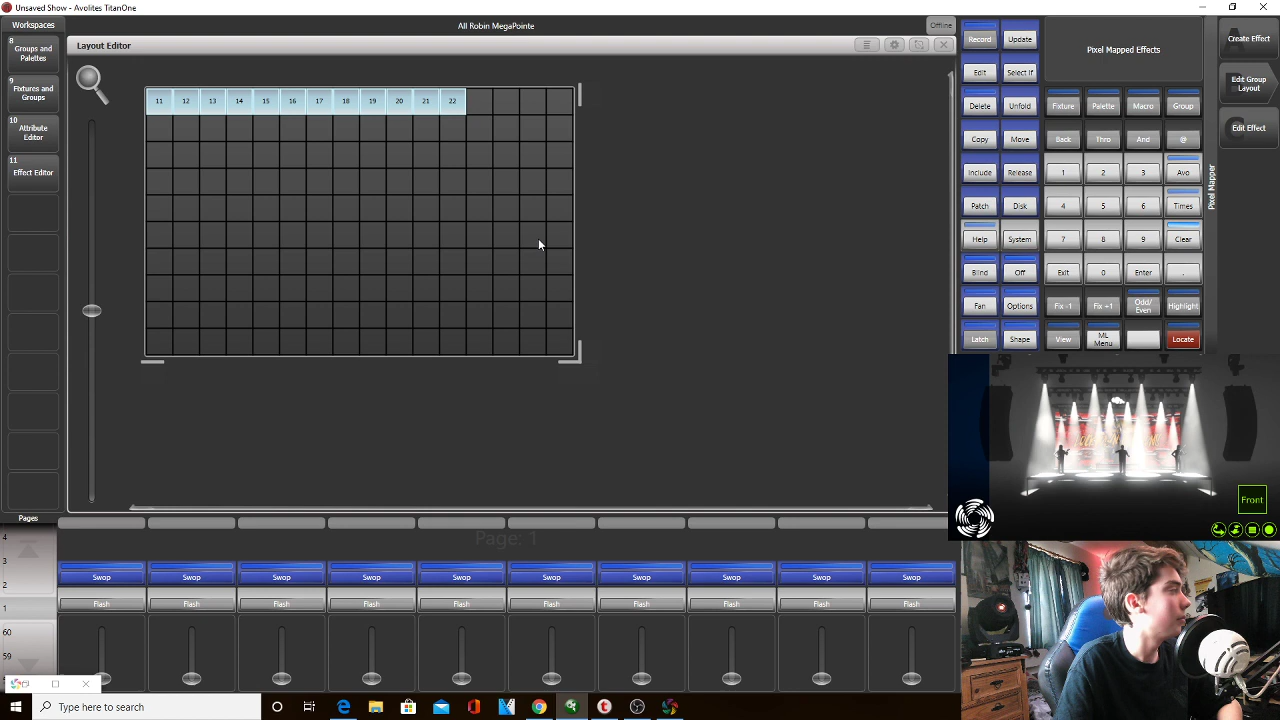 Unsaved Show – Avolites TitanOne
Workspaces
All Robin MegaPointe
Offline
Layout Editor
8
Groups and
Palettes
9
Fixtures and
Groups
10
Attribute
Editor
11
Effect Editor
11 12 13 14 15 16 17 18 19 20 21 22
Record Update
Edit Select If
Delete Unfold
Copy Move
Include Release
Patch Disk
Help System
Blind Off
Fan Options
Latch Shape
Pixel Mapped Effects
Fixture Palette Macro Group
Back Thro And @
1 2 3 Avo
4 5 6 Times
7 8 9 Clear
Exit 0 Enter .
Fix -1 Fix +1 Odd/
Even Highlight
View ML
Menu Locate
Pixel Mapper
Create Effect
Edit Group
Layout
Edit Effect
Front
Pages
4
3
2
1
60
59
Page: 1
Swop Swop Swop Swop Swop Swop Swop Swop Swop Swop
Flash Flash Flash Flash Flash Flash Flash Flash Flash Flash
Type here to search